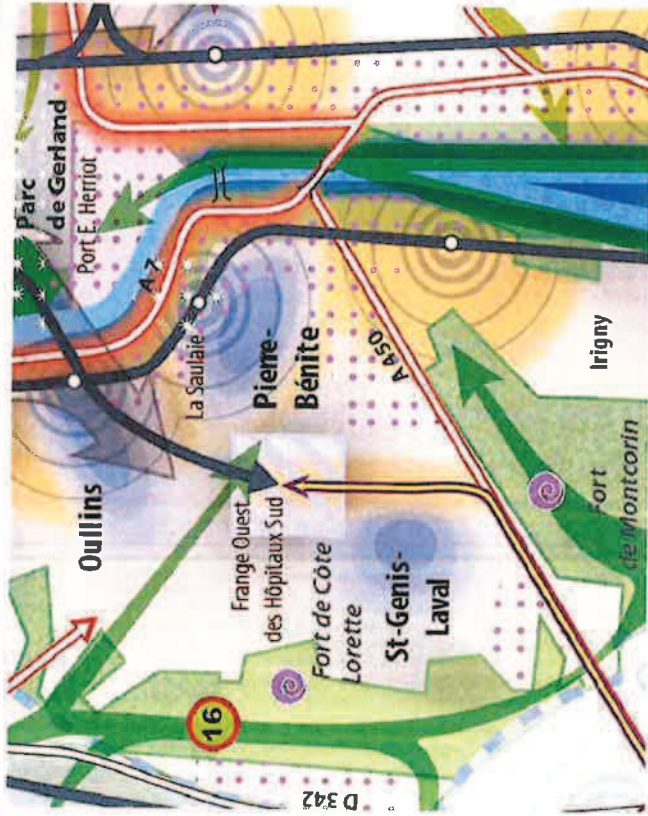 Parc
de Gerland
Port E. Herriot
A 7
La Saulaie
Oullins
Pierre-
Bénite
Frange Ouest
des Hôpitaux Sud
A450
Fort de Côte
Lorette
St-Genis-
Laval
Irigny
Fort
de Montcorin
16
D 342